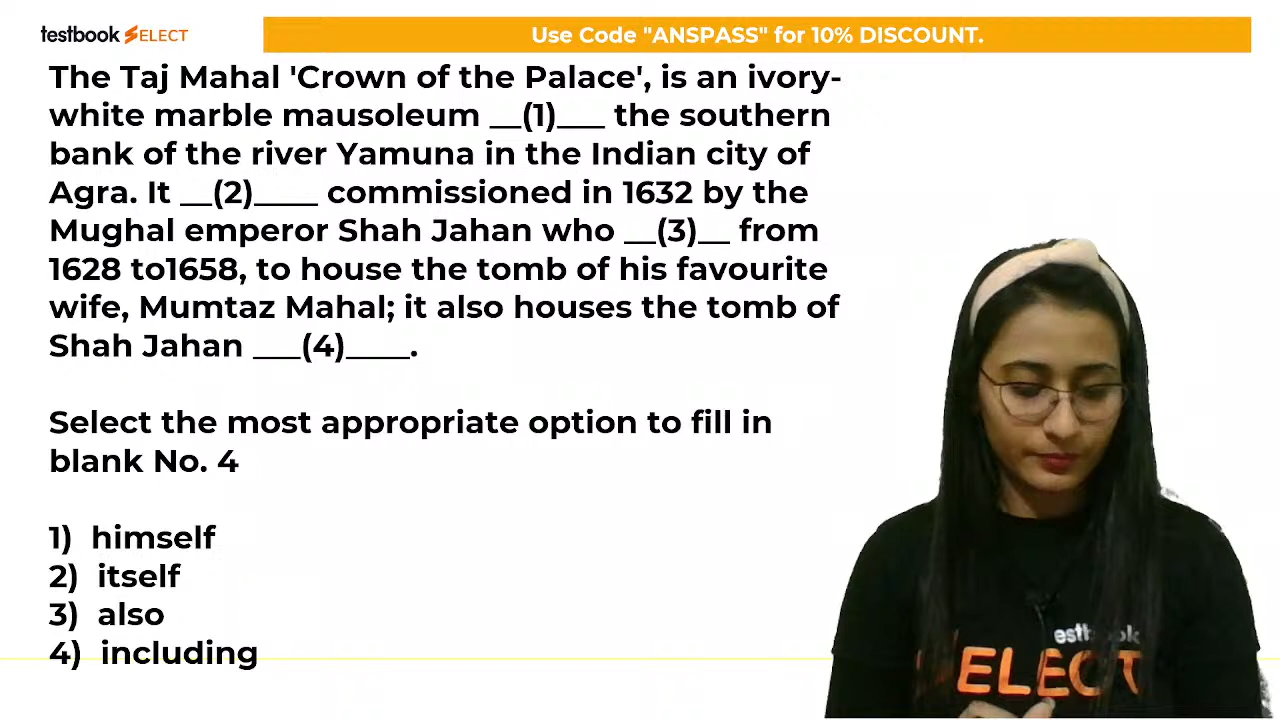 testbook SELECT
Use Code "ANSPASS" for 10% DISCOUNT.
The Taj Mahal 'Crown of the Palace', is an ivory-
white marble mausoleum __(1)___ the southern
bank of the river Yamuna in the Indian city of
Agra. It __(2)____ commissioned in 1632 by the
Mughal emperor Shah Jahan who __(3)__ from
1628 to1658, to house the tomb of his favourite
wife, Mumtaz Mahal; it also houses the tomb of
Shah Jahan ___(4)____.
Select the most appropriate option to fill in
blank No. 4
1) himself
2) itself
3) also
4) including
testbook
SELECT